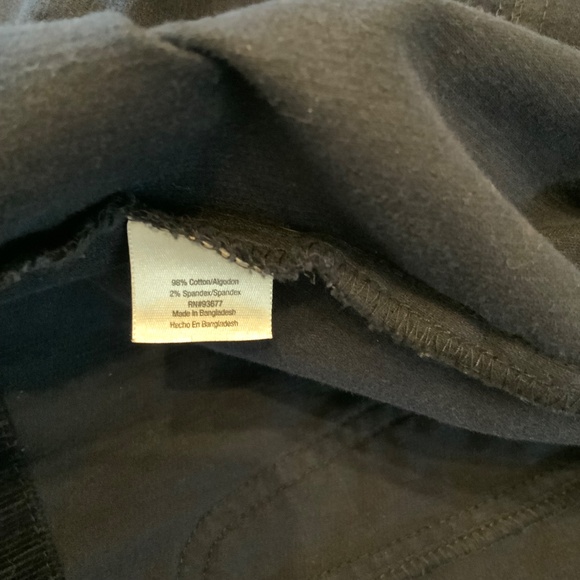 98% Cotton/Algodon
2% Spandex/Spandex
RN#93677
Made In Bangladesh
Hecho En Bangladesh